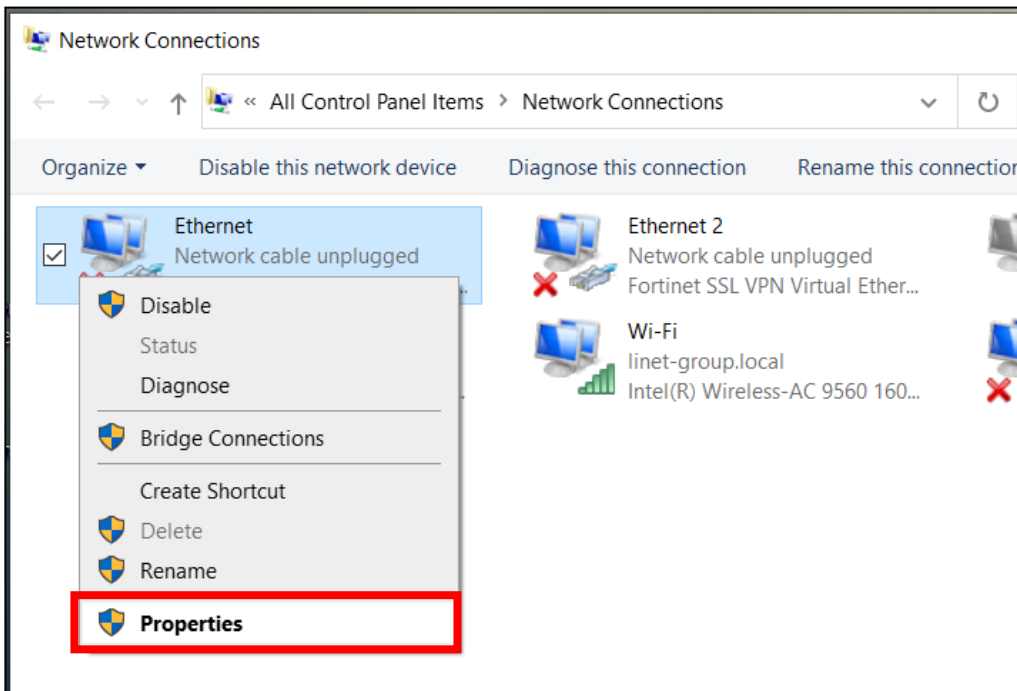 Network Connections
« All Control Panel Items > Network Connections
Organize Disable this network device Diagnose this connection Rename this connection
Ethernet
Network cable unplugged
Ethernet 2
Network cable unplugged
Fortinet SSL VPN Virtual Ether...
Wi-Fi
linet-group.local
Intel(R) Wireless-AC 9560 160...
Disable
Status
Diagnose
Bridge Connections
Create Shortcut
Delete
Rename
Properties